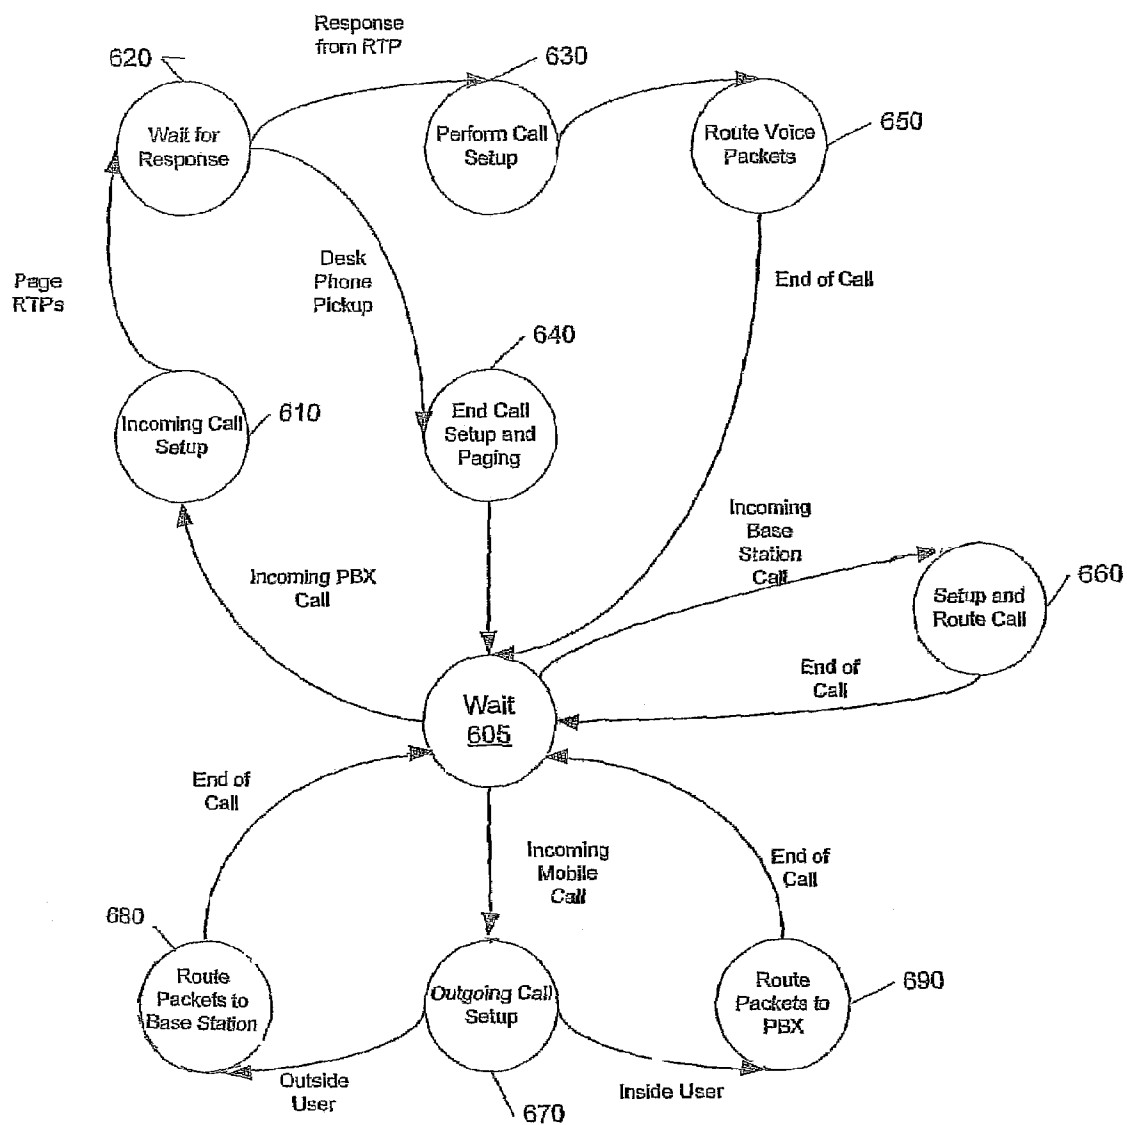 Response
from RTP
620
630
Wait for
Response
Perform Call
Setup
Route Voice
Packets
650
Page
RTPs
Desk
Phone
Pickup
End of Call
640
Incoming Call
Setup
610
End Call
Setup and
Paging
Incoming
Base
Station
Call
Incoming PBX
Call
660
Setup and
Route Call
End of
Call
Wait
605
End of
Call
Incoming
Mobile
Call
End of
Call
680
Route
Packets to
Base Station
Outgoing Call
Setup
Route
Packets to
PBX
690
Outside
User
Inside User
670